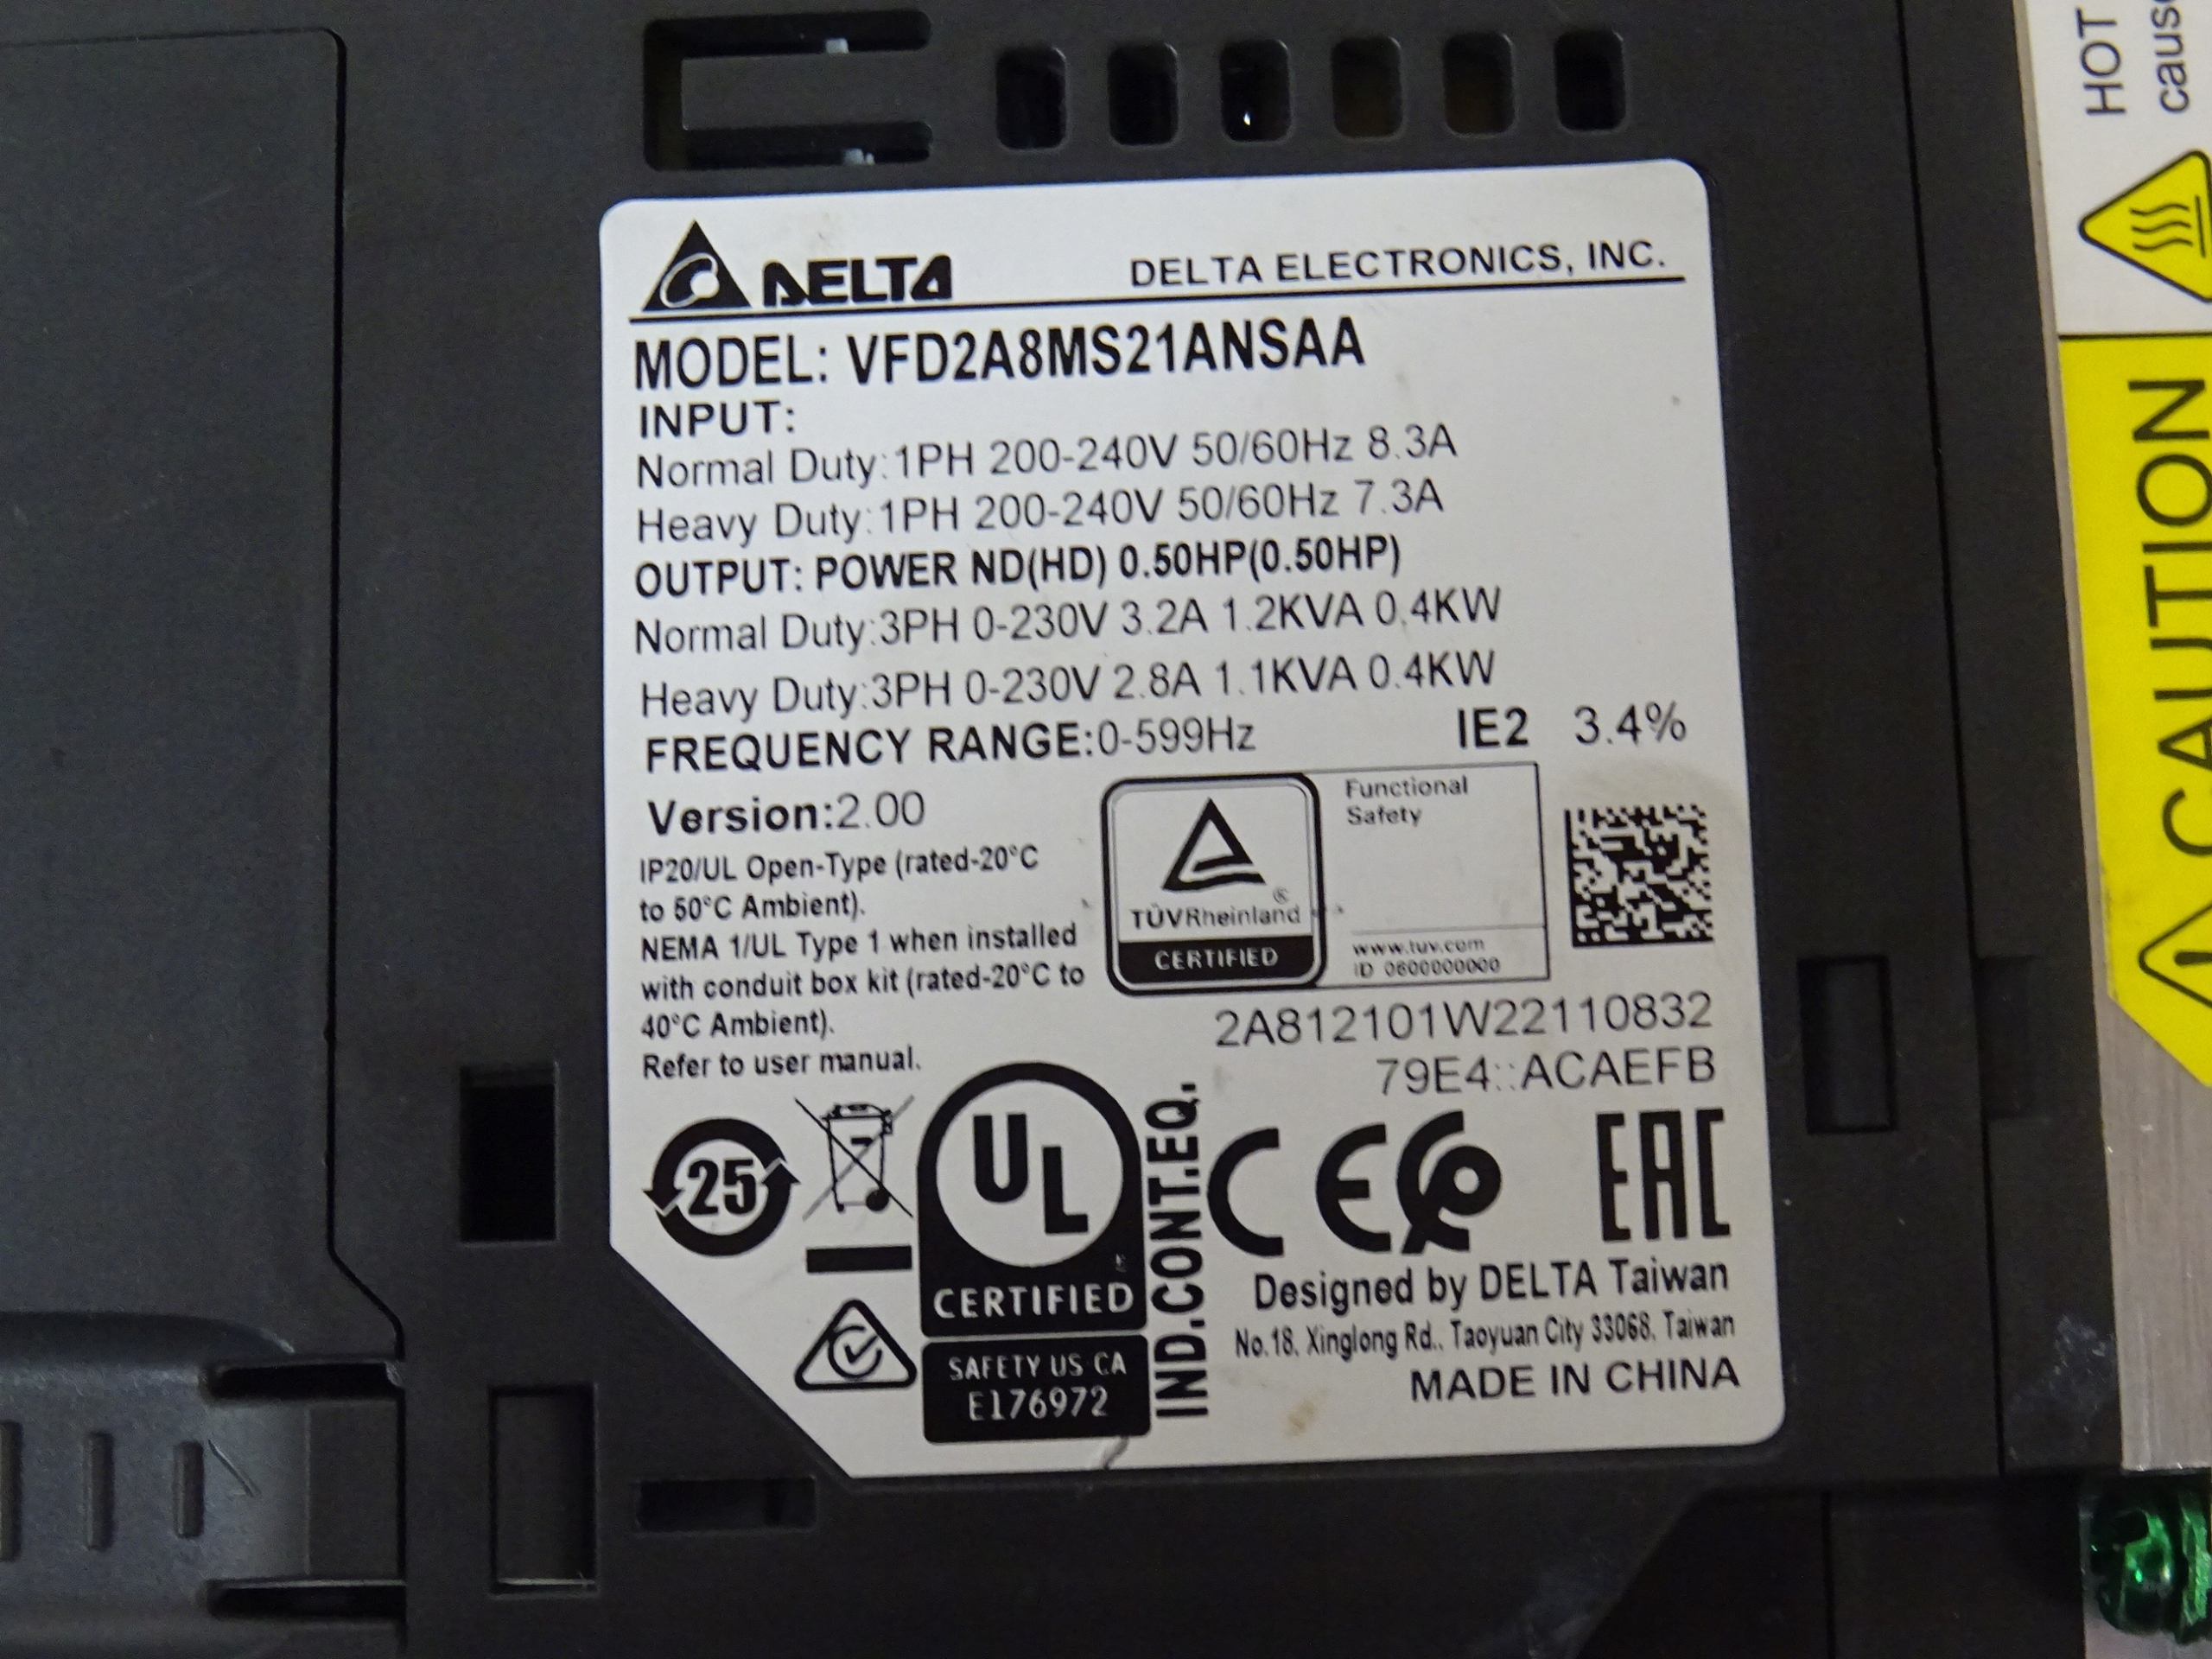 DELTA
DELTA ELECTRONICS, INC.
MODEL: VFD2A8MS21ANSAA
INPUT:
Normal Duty:1PH 200-240V 50/60Hz 8.3A
Heavy Duty:1PH 200-240V 50/60Hz 7.3A
OUTPUT: POWER ND(HD) 0.50HP(0.50HP)
Normal Duty:3PH 0-230V 3.2A 1.2KVA 0.4KW
Heavy Duty:3PH 0-230V 2.8A 1.1KVA 0.4KW
FREQUENCY RANGE:0-599Hz
IE2 3.4%
Version:2.00
IP20/UL Open-Type (rated-20°C
to 50°C Ambient).
NEMA 1/UL Type 1 when installed
with conduit box kit (rated-20°C to
40°C Ambient).
Refer to user manual.
TÜVRheinland ®
CERTIFIED
Functional
Safety
www.tuv.com
ID 0600000000
2A812101W22110832
79E4::ACAEFB
25
UL
CERTIFIED
SAFETY US CA
E176972
IND.CONT.EQ.
CE
EAC
Designed by DELTA Taiwan
No.18, Xinglong Rd., Taoyuan City 33068, Taiwan
MADE IN CHINA
HOT
CAUTION